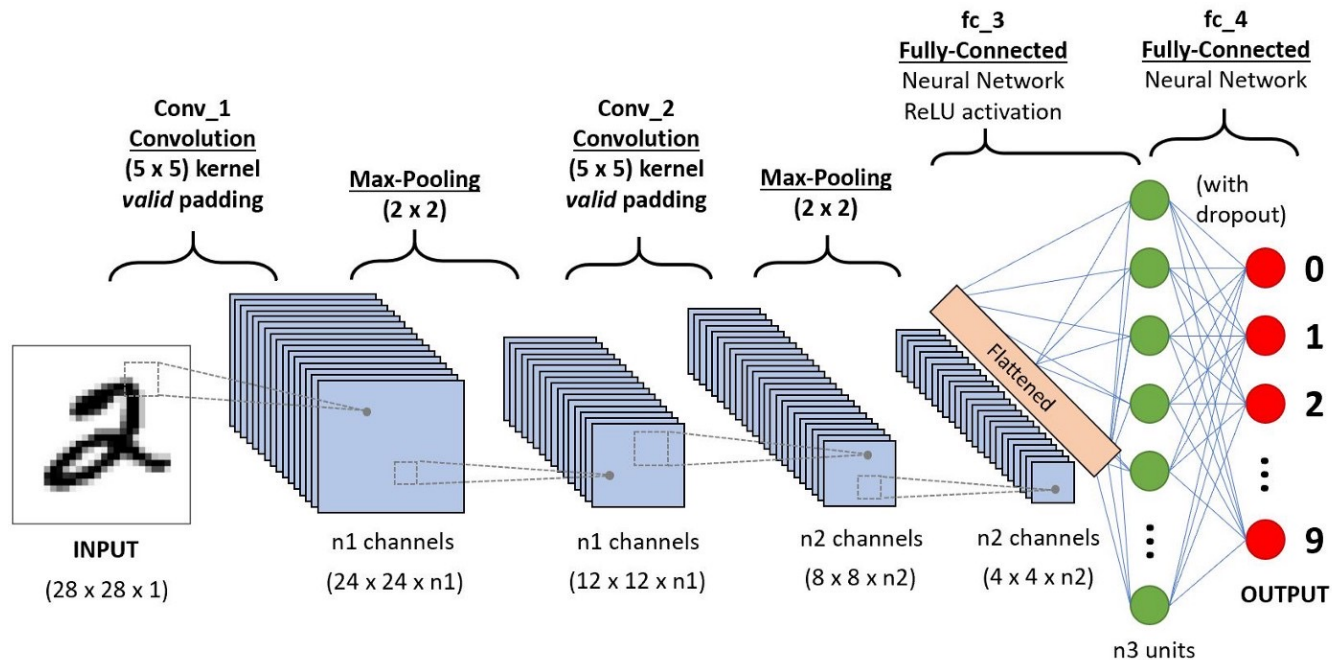 fc_3
Fully-Connected
Neural Network
ReLU activation
fc_4
Fully-Connected
Neural Network
Conv_1
Convolution
(5 x 5) kernel
valid padding
Max-Pooling
(2 x 2)
Conv_2
Convolution
(5 x 5) kernel
valid padding
Max-Pooling
(2 x 2)
(with
dropout)
Flattened
0
1
2
9
INPUT
(28 x 28 x 1)
n1 channels
(24 x 24 x n1)
n1 channels
(12 x 12 x n1)
n2 channels
(8 x 8 x n2)
n2 channels
(4 x 4 x n2)
n3 units
OUTPUT